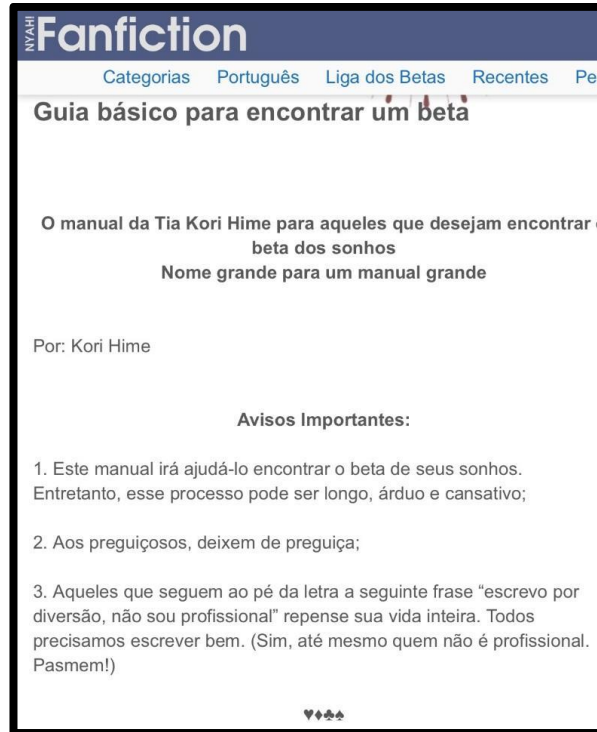 NYAH!
Fanfiction
Categorias Português Liga dos Betas Recentes Pe
Guia básico para encontrar um beta
O manual da Tia Kori Hime para aqueles que desejam encontrar
beta dos sonhos
Nome grande para um manual grande
Por: Kori Hime
Avisos Importantes:
1. Este manual irá ajudá-lo encontrar o beta de seus sonhos.
Entretanto, esse processo pode ser longo, árduo e cansativo;
2. Aos preguiçosos, deixem de preguiça;
3. Aqueles que seguem ao pé da letra a seguinte frase “escrevo por
diversão, não sou profissional” repense sua vida inteira. Todos
precisamos escrever bem. (Sim, até mesmo quem não é profissional.
Pasmem!)
♥♦♣♠